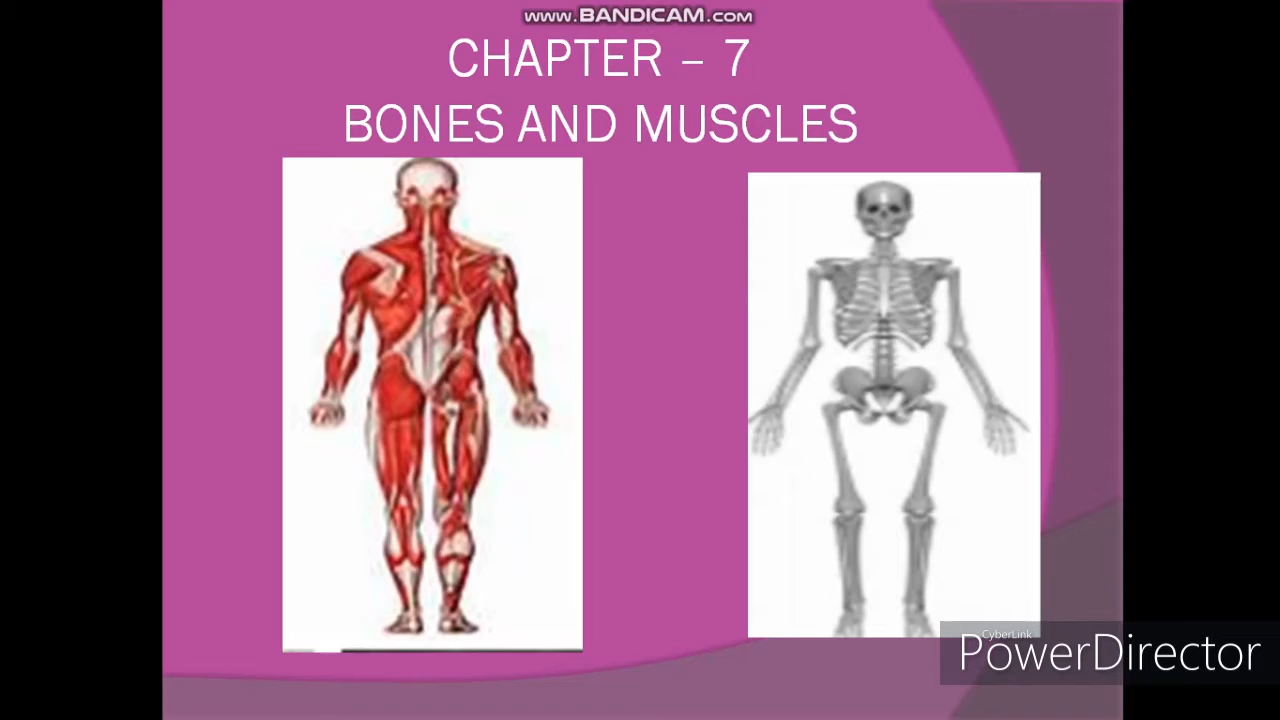 www.BANDICAM.com
CHAPTER – 7
BONES AND MUSCLES
CyberLink
PowerDirector